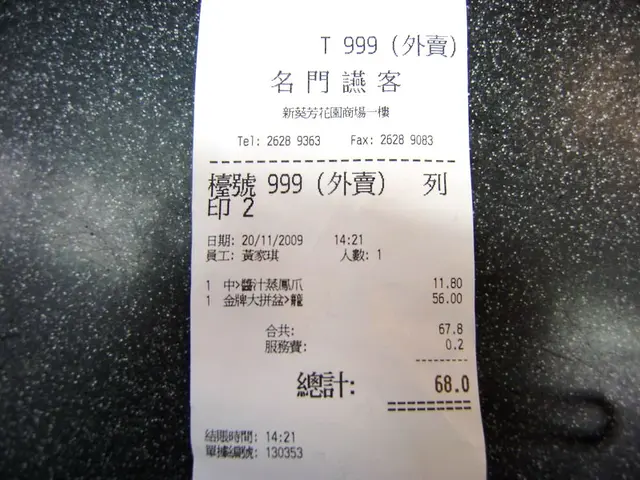 T 999 (外賣)
名門讌客
新葵芳花園商場一樓
Tel: 2628 9363 Fax: 2628 9083
檯號 999 (外賣) 列
印 2
日期: 20/11/2009 14:21
員工: 黃家琪 人數: 1
1 中>醬汁蒸鳳爪 11.80
1 金牌大拼盆>籠 56.00
合共: 67.8
服務費: 0.2
總計: 68.0
結賬時間: 14:21
單據編號: 130353